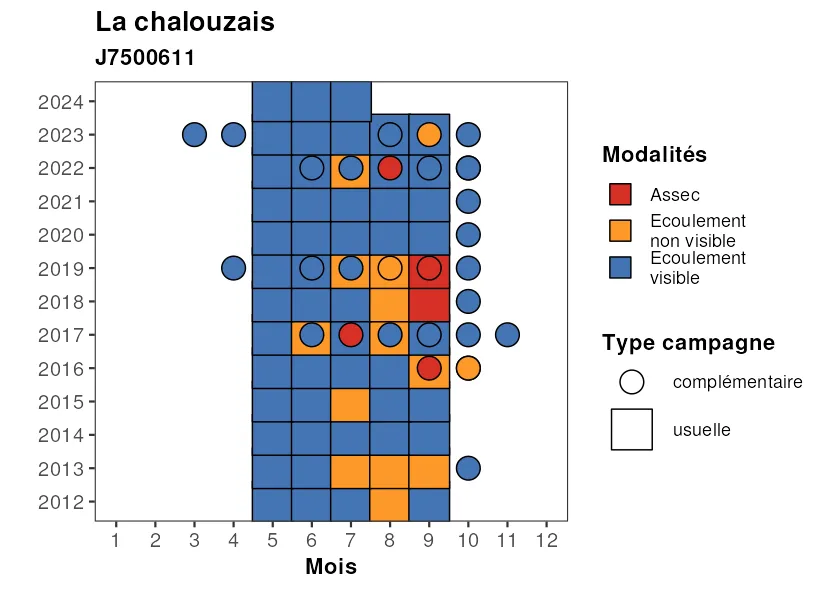 La chalouzais
J7500611
2024
2023
2022
2021
2020
2019
2018
2017
2016
2015
2014
2013
2012
1 2 3 4 5 6 7 8 9 10 11 12
Mois
Modalités
Assec
Ecoulement
non visible
Ecoulement
visible
Type campagne
complémentaire
usuelle